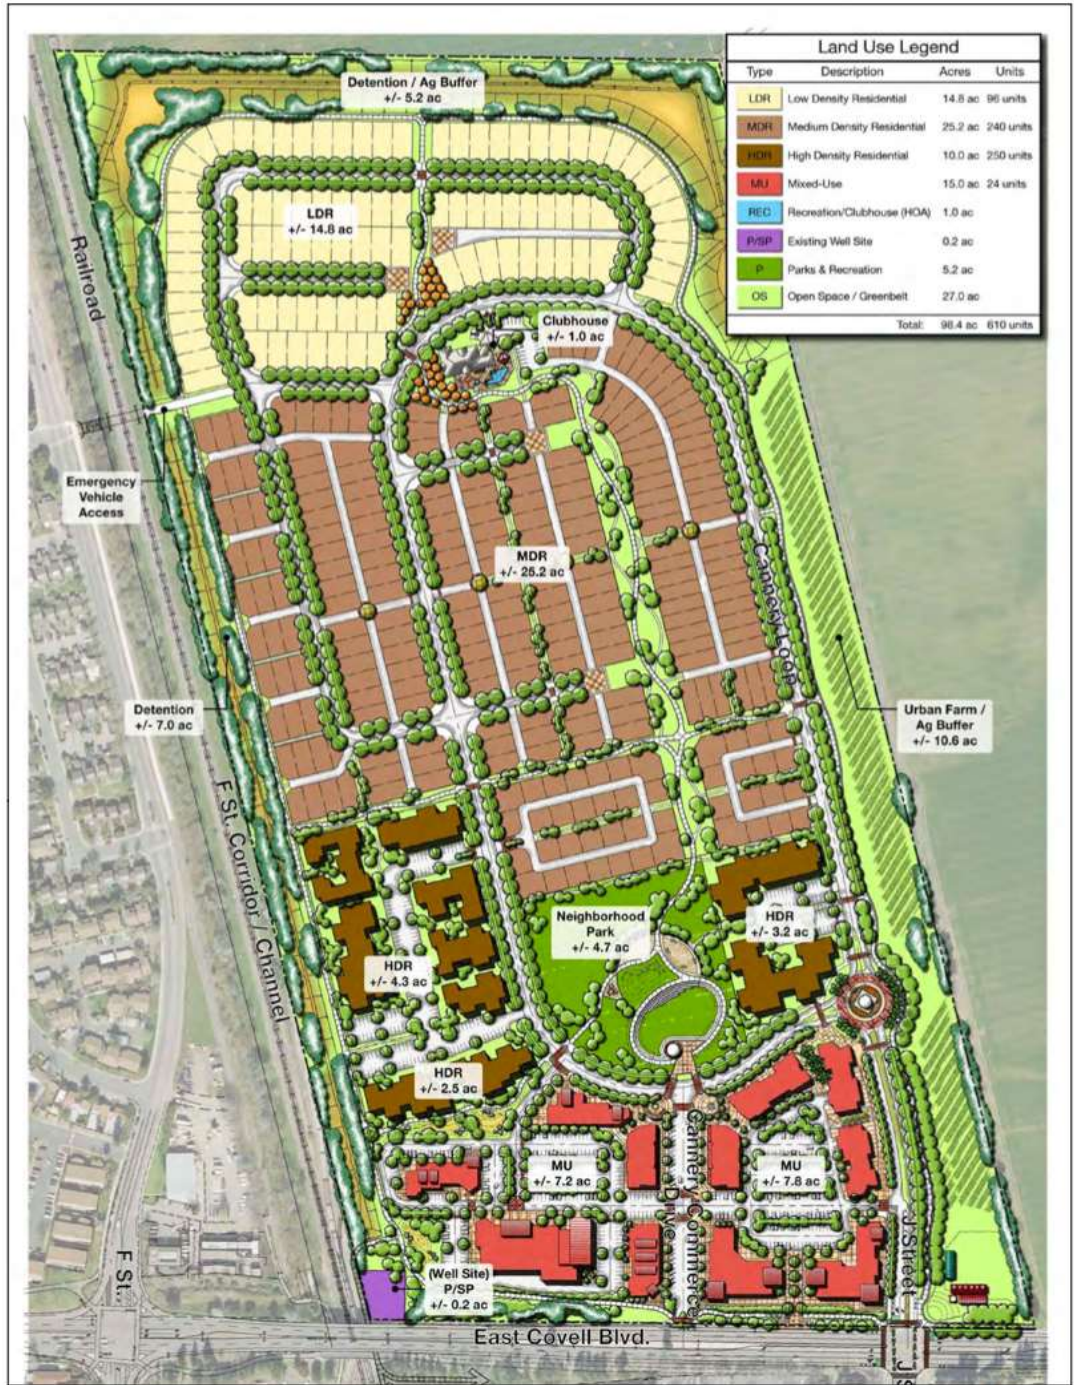 Land Use Legend
Type Description Acres Units
LDR Low Density Residential 14.8 ac 96 units
MDR Medium Density Residential 25.2 ac 240 units
HDR High Density Residential 10.0 ac 250 units
MU Mixed-Use 15.0 ac 24 units
REC Recreation/Clubhouse (HOA) 1.0 ac
P/SP Existing Well Site 0.2 ac
P Parks & Recreation 5.2 ac
OS Open Space / Greenbelt 27.0 ac
Total: 98.4 ac 610 units
Detention / Ag Buffer
+/- 5.2 ac
LDR
+/- 14.8 ac
Railroad
Clubhouse
+/- 1.0 ac
Emergency
Vehicle
Access
MDR
+/- 25.2 ac
Cannery Loop
Detention
+/- 7.0 ac
Urban Farm /
Ag Buffer
+/- 10.6 ac
F St. Corridor / Channel
Neighborhood
Park
+/- 4.7 ac
HDR
+/- 3.2 ac
HDR
+/- 4.3 ac
HDR
+/- 2.5 ac
MU
+/- 7.2 ac
MU
+/- 7.8 ac
Cannery Commerce
Drive
J Street
F St.
(Well Site)
P/SP
+/- 0.2 ac
East Covell Blvd.